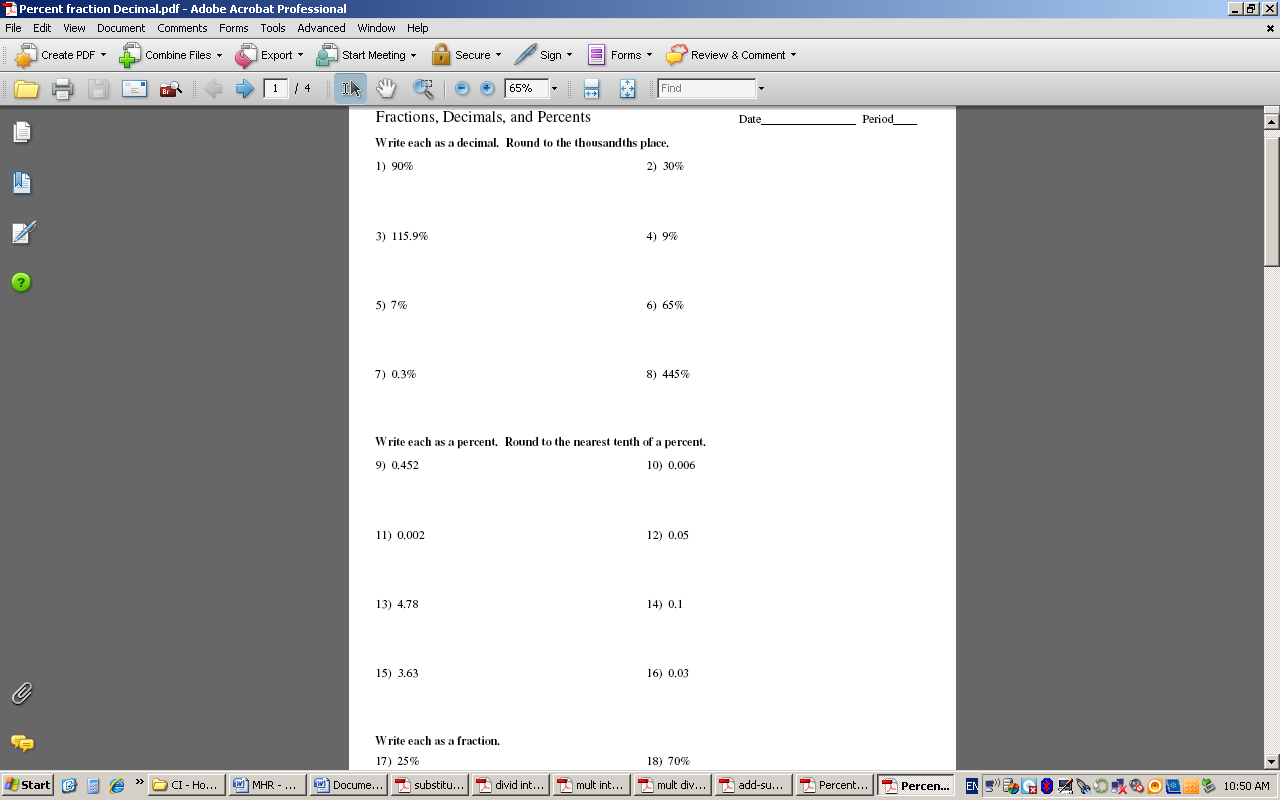 Percent fraction Decimal.pdf - Adobe Acrobat Professional
File Edit View Document Comments Forms Tools Advanced Window Help
Create PDF Combine Files Export Start Meeting Secure Sign Forms Review & Comment
1 / 4 65% Find
Fractions, Decimals, and Percents Date________________ Period____
Write each as a decimal. Round to the thousandths place.
1) 90% 2) 30%
3) 115.9% 4) 9%
5) 7% 6) 65%
7) 0.3% 8) 445%
Write each as a percent. Round to the nearest tenth of a percent.
9) 0.452 10) 0.006
11) 0.002 12) 0.05
13) 4.78 14) 0.1
15) 3.63 16) 0.03
Write each as a fraction.
17) 25% 18) 70%
Start » CI - Ho... MHR - ... Docume... substitu... divid int... mult int... mult div... add-su... Percent... Percen... EN 10:50 AM